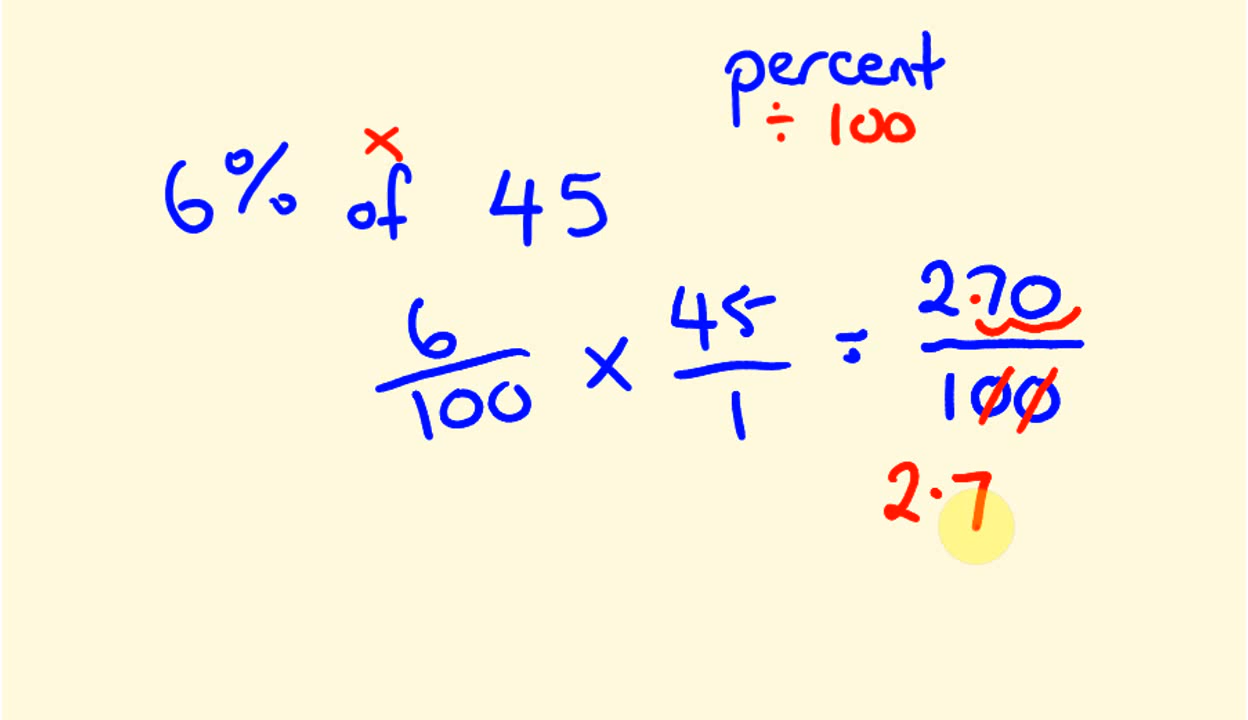 percent
÷ 100
×
6% of 45
6/100 × 45/1 ÷ 2·70/100
2·7